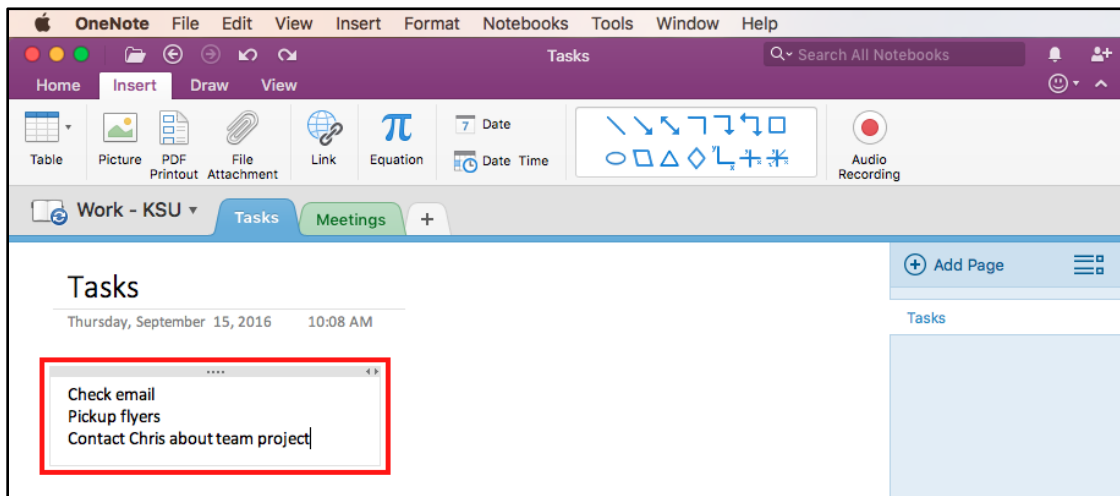 OneNote File Edit View Insert Format Notebooks Tools Window Help
Tasks Search All Notebooks
Home Insert Draw View
Table
Picture
PDF Printout
File Attachment
Link
π
Equation
7 Date
Date Time
y x
Audio Recording
Work - KSU Tasks Meetings +
Add Page
Tasks
Thursday, September 15, 2016 10:08 AM
Tasks
Check email
Pickup flyers
Contact Chris about team project